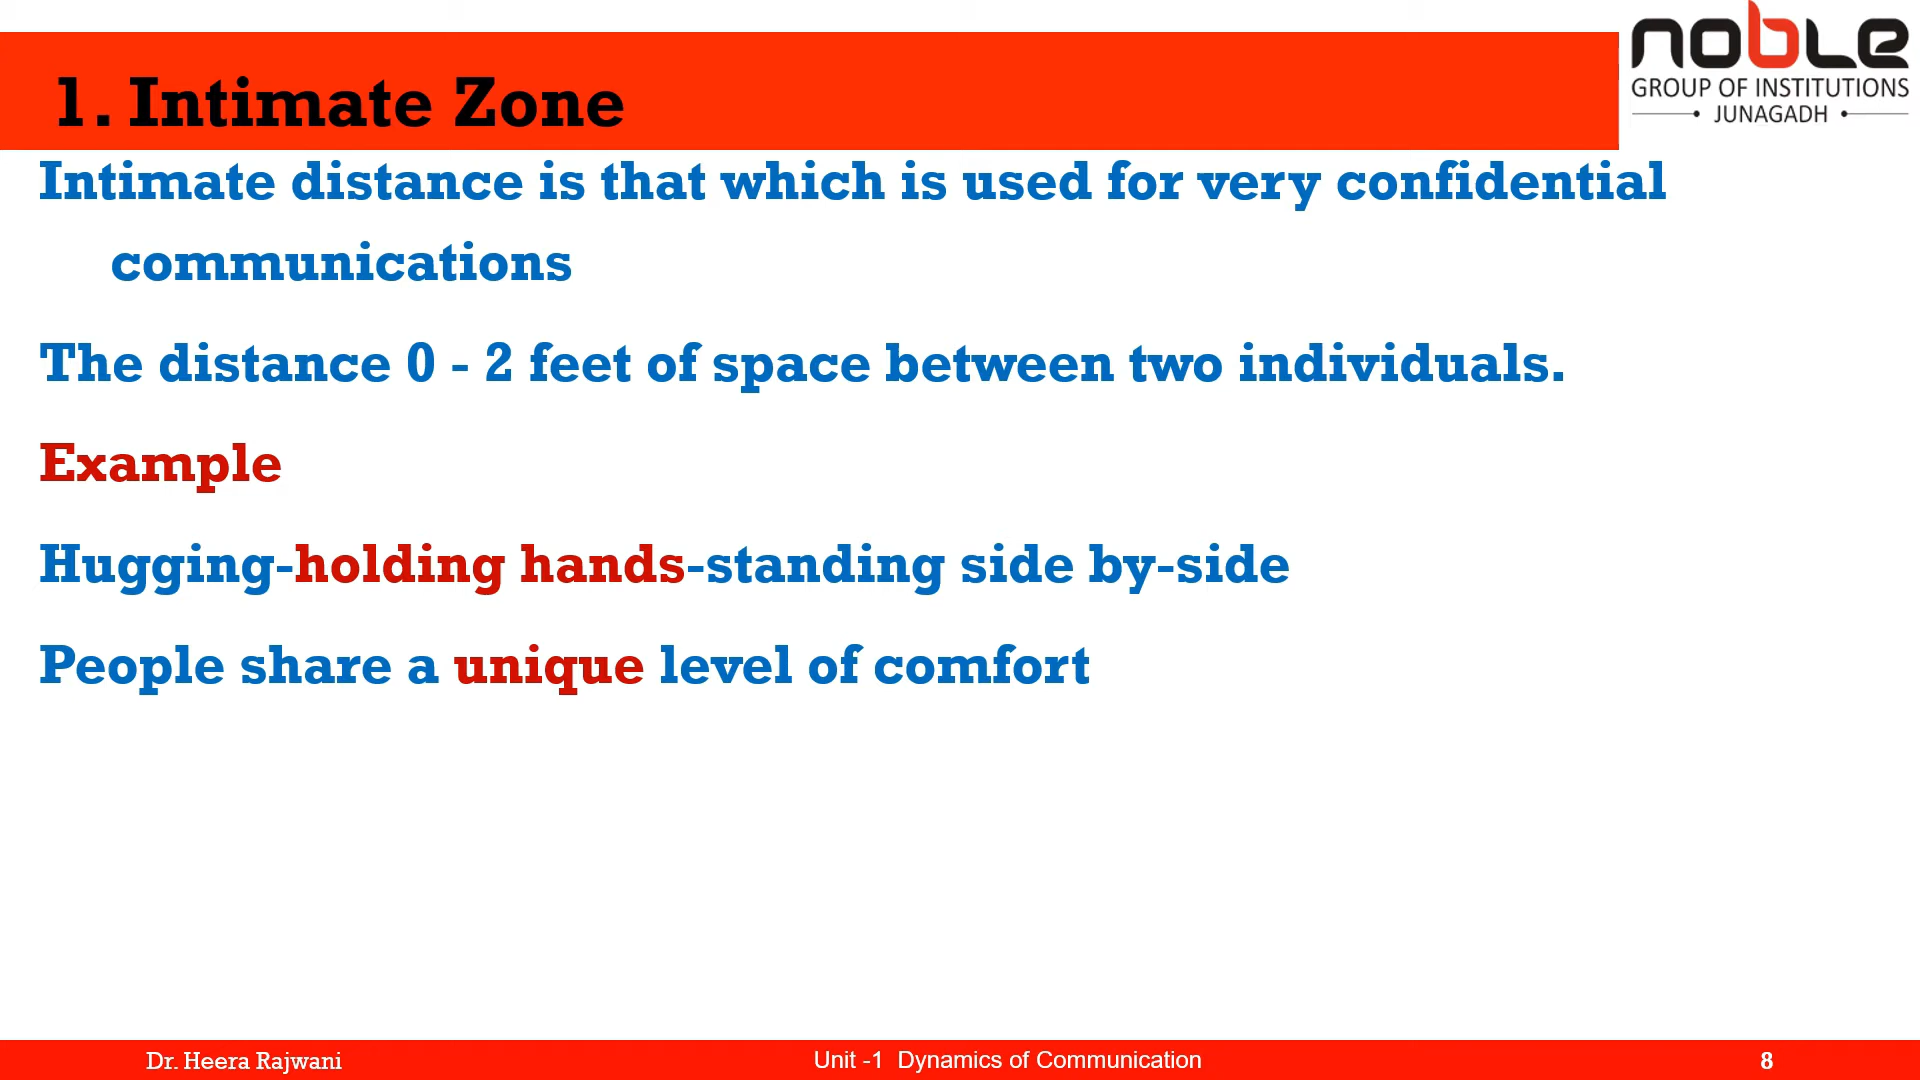 noble
GROUP OF INSTITUTIONS
JUNAGADH
1. Intimate Zone
Intimate distance is that which is used for very confidential
communications
The distance 0 - 2 feet of space between two individuals.
Example
Hugging-holding hands-standing side by-side
People share a unique level of comfort
Dr. Heera Rajwani
Unit -1 Dynamics of Communication
8